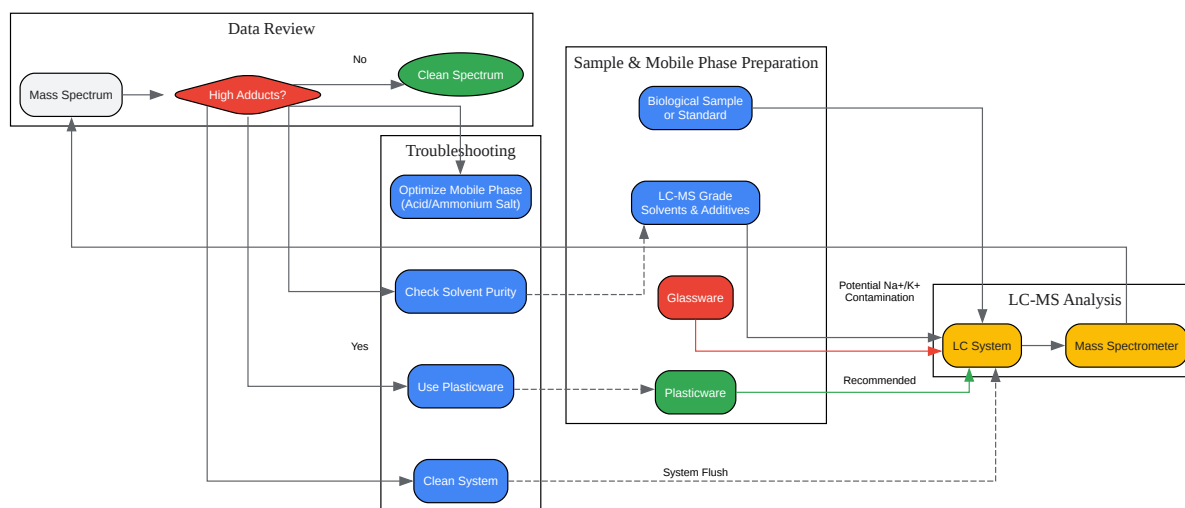 Data Review
No
Clean Spectrum
Mass Spectrum
High Adducts?
Sample & Mobile Phase Preparation
Biological Sample
or Standard
Troubleshooting
Optimize Mobile Phase
(Acid/Ammonium Salt)
LC-MS Grade
Solvents & Additives
Check Solvent Purity
Glassware
Potential Na+/K+
Contamination
LC-MS Analysis
LC System
Mass Spectrometer
Yes
Use Plasticware
Plasticware
Recommended
Clean System
System Flush